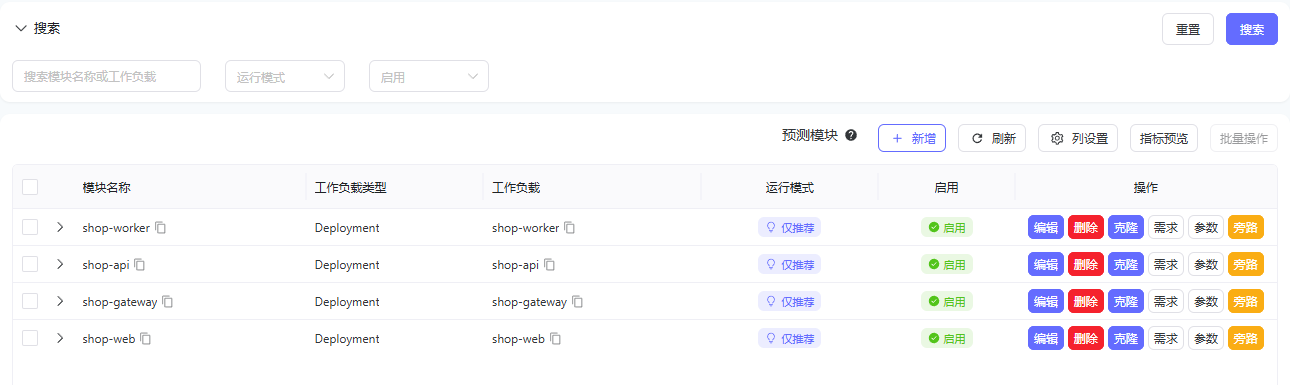 搜索 重置 搜索
搜索模块名称或工作负载 运行模式 启用
预测模块 新增 刷新 列设置 指标预览 批量操作
模块名称 工作负载类型 工作负载 运行模式 启用 操作
shop-worker Deployment shop-worker 仅推荐 启用 编辑 删除 克隆 需求 参数 旁路
shop-api Deployment shop-api 仅推荐 启用 编辑 删除 克隆 需求 参数 旁路
shop-gateway Deployment shop-gateway 仅推荐 启用 编辑 删除 克隆 需求 参数 旁路
shop-web Deployment shop-web 仅推荐 启用 编辑 删除 克隆 需求 参数 旁路